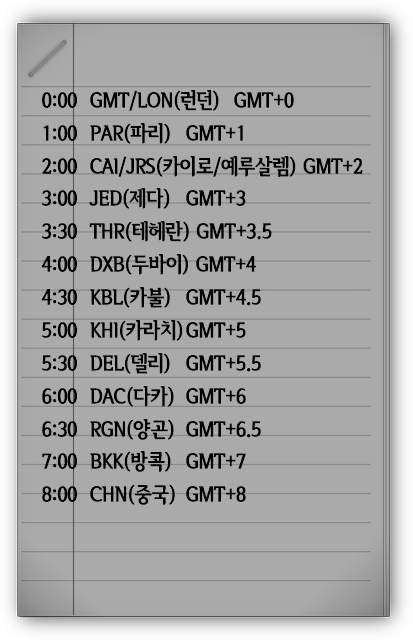 0:00 GMT/LON(런던) GMT+0
1:00 PAR(파리) GMT+1
2:00 CAI/JRS(카이로/예루살렘) GMT+2
3:00 JED(제다) GMT+3
3:30 THR(테헤란) GMT+3.5
4:00 DXB(두바이) GMT+4
4:30 KBL(카불) GMT+4.5
5:00 KHI(카라치) GMT+5
5:30 DEL(델리) GMT+5.5
6:00 DAC(다카) GMT+6
6:30 RGN(양곤) GMT+6.5
7:00 BKK(방콕) GMT+7
8:00 CHN(중국) GMT+8